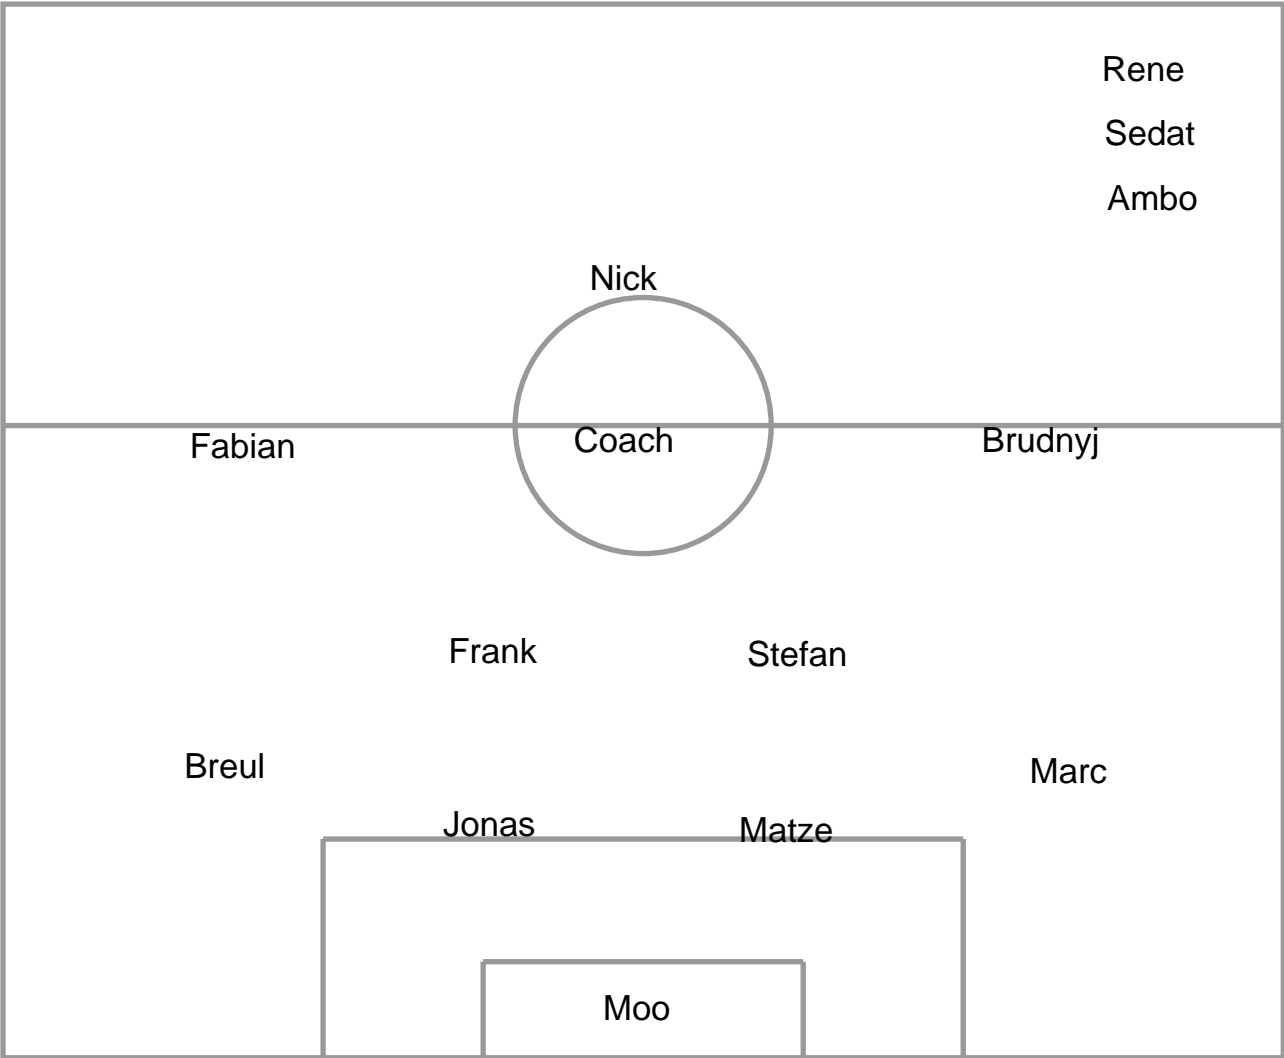 Rene
Sedat
Ambo
Nick
Fabian Coach Brudnyj
Frank Stefan
Breul Marc
Jonas Matze
Moo